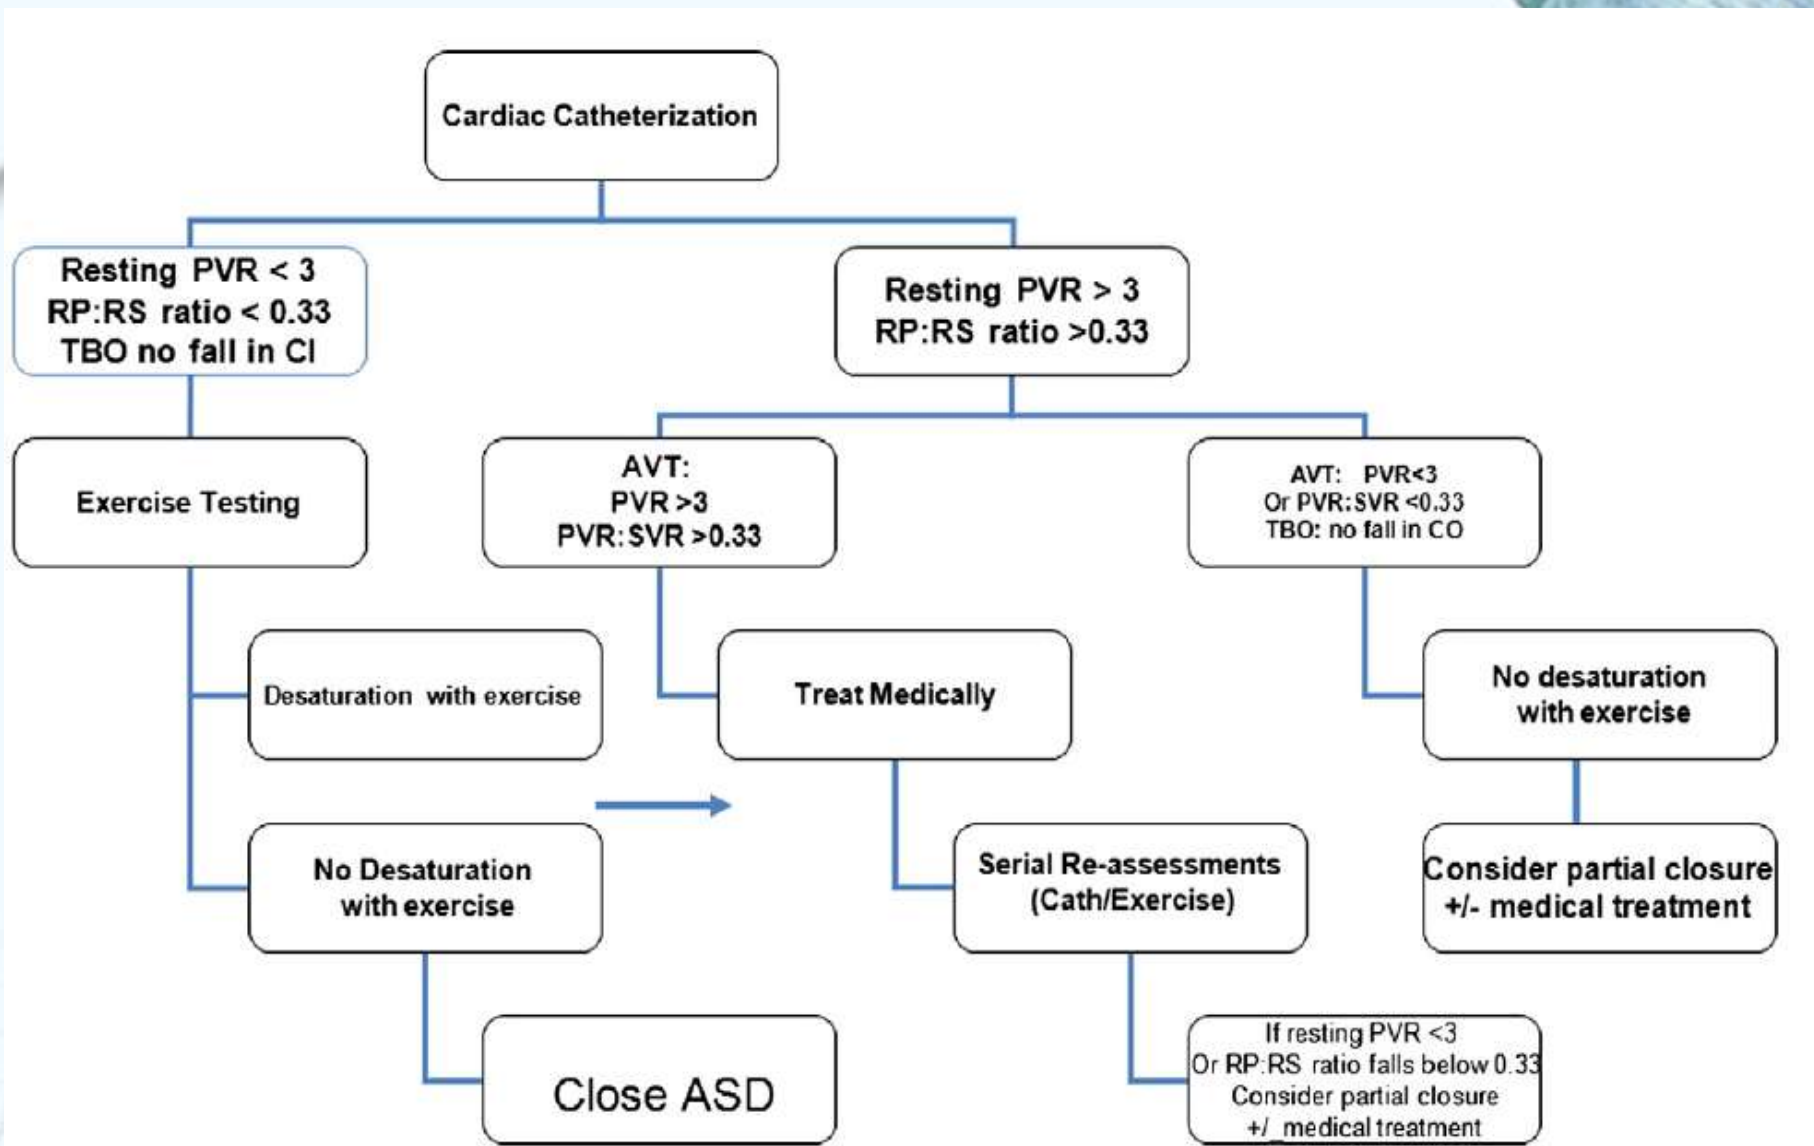 Cardiac Catheterization
Resting PVR < 3
RP:RS ratio < 0.33
TBO no fall in CI
Resting PVR > 3
RP:RS ratio >0.33
Exercise Testing
AVT:
PVR >3
PVR:SVR >0.33
AVT: PVR<3
Or PVR:SVR <0.33
TBO: no fall in CO
Desaturation with exercise
Treat Medically
No desaturation
with exercise
No Desaturation
with exercise
Serial Re-assessments
(Cath/Exercise)
Consider partial closure
+/- medical treatment
Close ASD
If resting PVR <3
Or RP:RS ratio falls below 0.33
Consider partial closure
+/_medical treatment